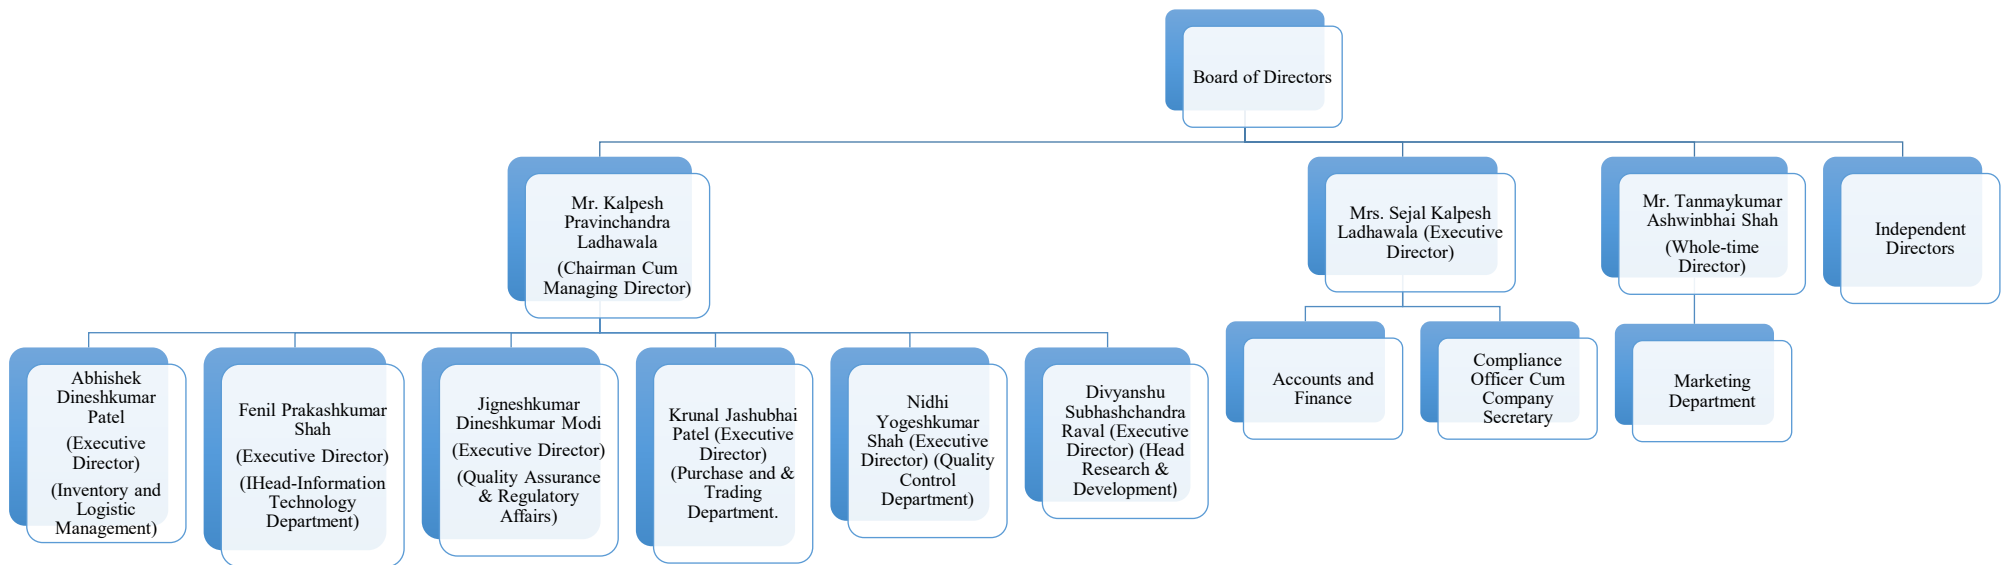 Board of Directors
Mr. Kalpesh
Pravinchandra
Ladhawala
(Chairman Cum
Managing Director)
Mrs. Sejal Kalpesh
Ladhawala (Executive
Director)
Mr. Tanmaykumar
Ashwinbhai Shah
(Whole-time
Director)
Independent
Directors
Abhishek
Dineshkumar
Patel
(Executive
Director)
(Inventory and
Logistic
Management)
Fenil Prakashkumar
Shah
(Executive Director)
(IHead-Information
Technology
Department)
Jigneshkumar
Dineshkumar Modi
(Executive Director)
(Quality Assurance
& Regulatory
Affairs)
Krunal Jashubhai
Patel (Executive
Director)
(Purchase and &
Trading
Department.
Nidhi
Yogeshkumar
Shah (Executive
Director) (Quality
Control
Department)
Divyanshu
Subhashchandra
Raval (Executive
Director) (Head
Research &
Development)
Accounts and
Finance
Compliance
Officer Cum
Company
Secretary
Marketing
Department